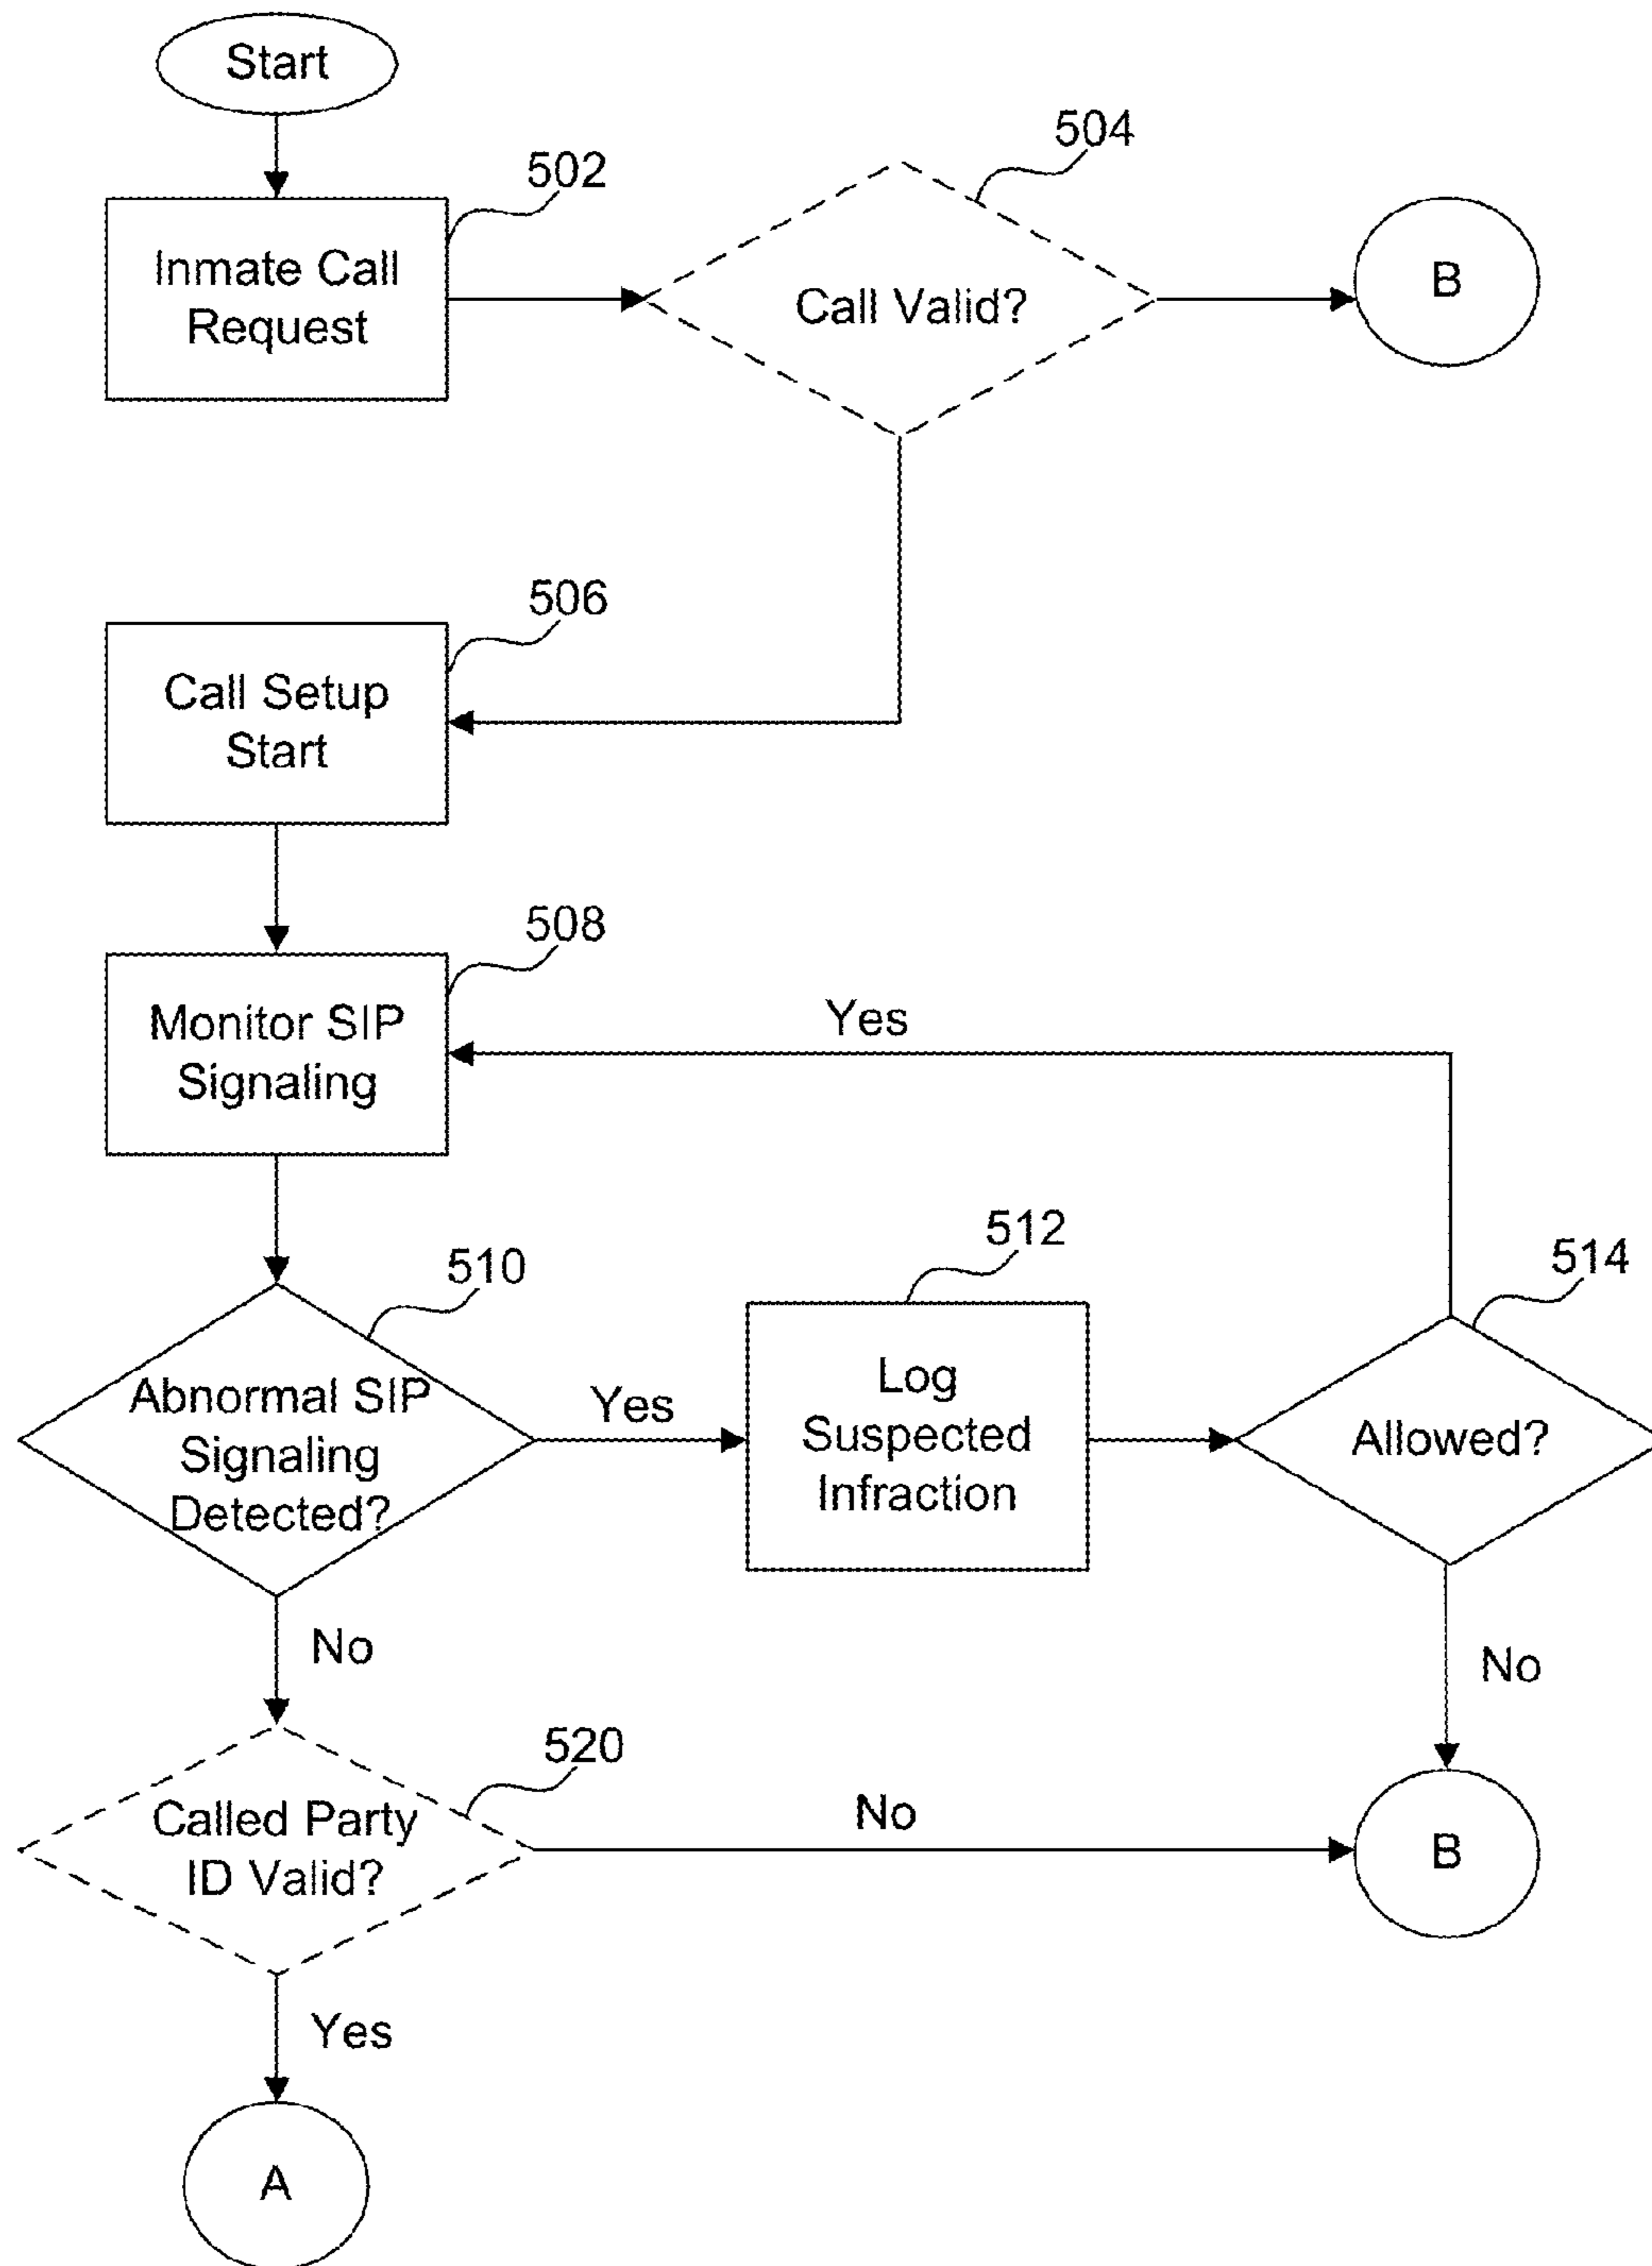 Start
502
Inmate Call
Request
504
Call Valid?
B
506
Call Setup
Start
508
Monitor SIP
Signaling
Yes
510
Abnormal SIP
Signaling
Detected?
Yes
512
Log
Suspected
Infraction
514
Allowed?
No
No
520
Called Party
ID Valid?
No
B
Yes
A